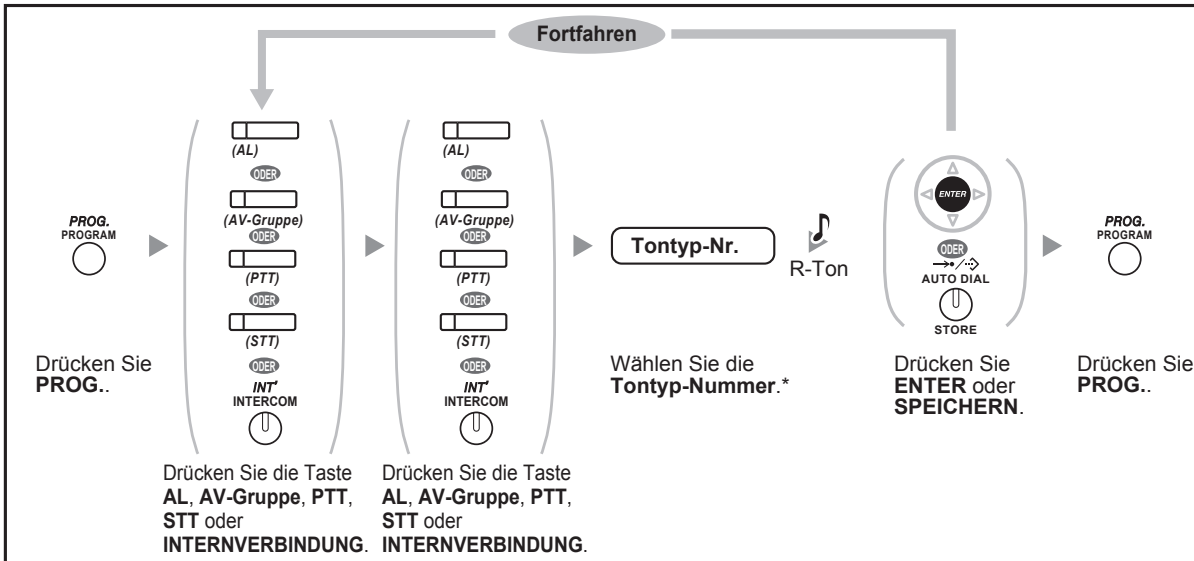 Fortfahren
PROG.
PROGRAM
Drücken Sie
PROG..
(AL)
ODER
(AV-Gruppe)
ODER
(PTT)
ODER
(STT)
ODER
INT'
INTERCOM
Drücken Sie die Taste
AL, AV-Gruppe, PTT,
STT oder
INTERNVERBINDUNG.
(AL)
ODER
(AV-Gruppe)
ODER
(PTT)
ODER
(STT)
ODER
INT'
INTERCOM
Drücken Sie die Taste
AL, AV-Gruppe, PTT,
STT oder
INTERNVERBINDUNG.
Tontyp-Nr.
Wählen Sie die
Tontyp-Nummer.*
R-Ton
ENTER
ODER
AUTO DIAL
STORE
Drücken Sie
ENTER oder
SPEICHERN.
PROG.
PROGRAM
Drücken Sie
PROG..